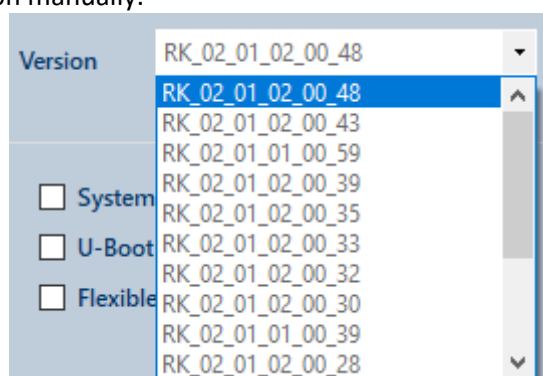 on manually.
Version RK_02_01_02_00_48
RK_02_01_02_00_48
RK_02_01_02_00_43
RK_02_01_01_00_59
RK_02_01_02_00_39
System
RK_02_01_02_00_35
U-Boot
RK_02_01_02_00_33
RK_02_01_02_00_32
Flexible
RK_02_01_02_00_30
RK_02_01_01_00_39
RK_02_01_02_00_28